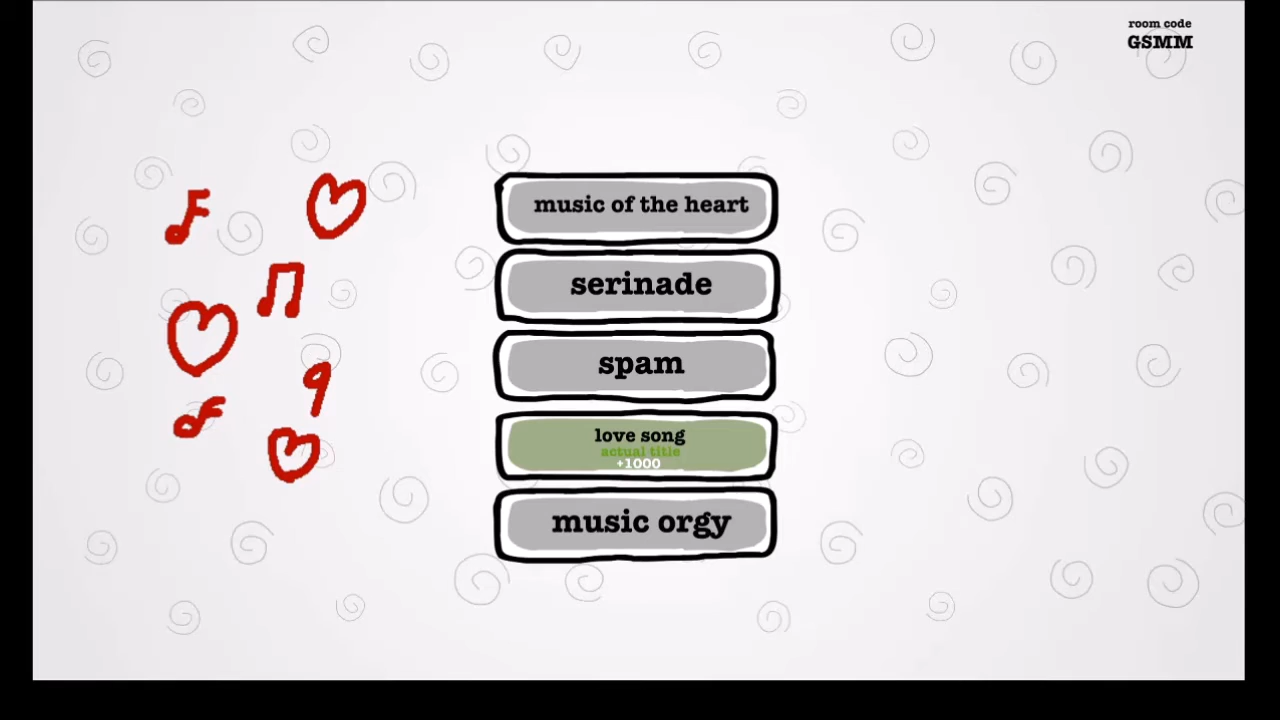 room code
GSMM
music of the heart
serinade
spam
love song
actual title
+1000
music orgy